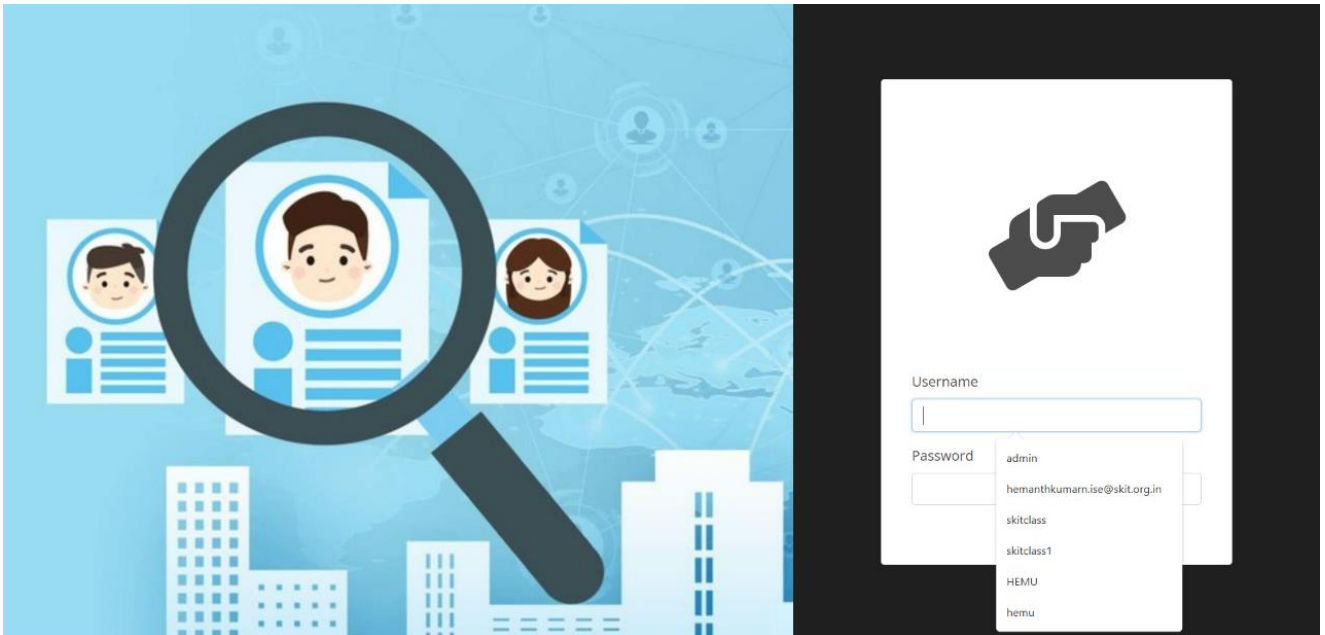 Username
Password
admin
hemanthkumarn.ise@skit.org.in
skitclass
skitclass1
HEMU
hemu